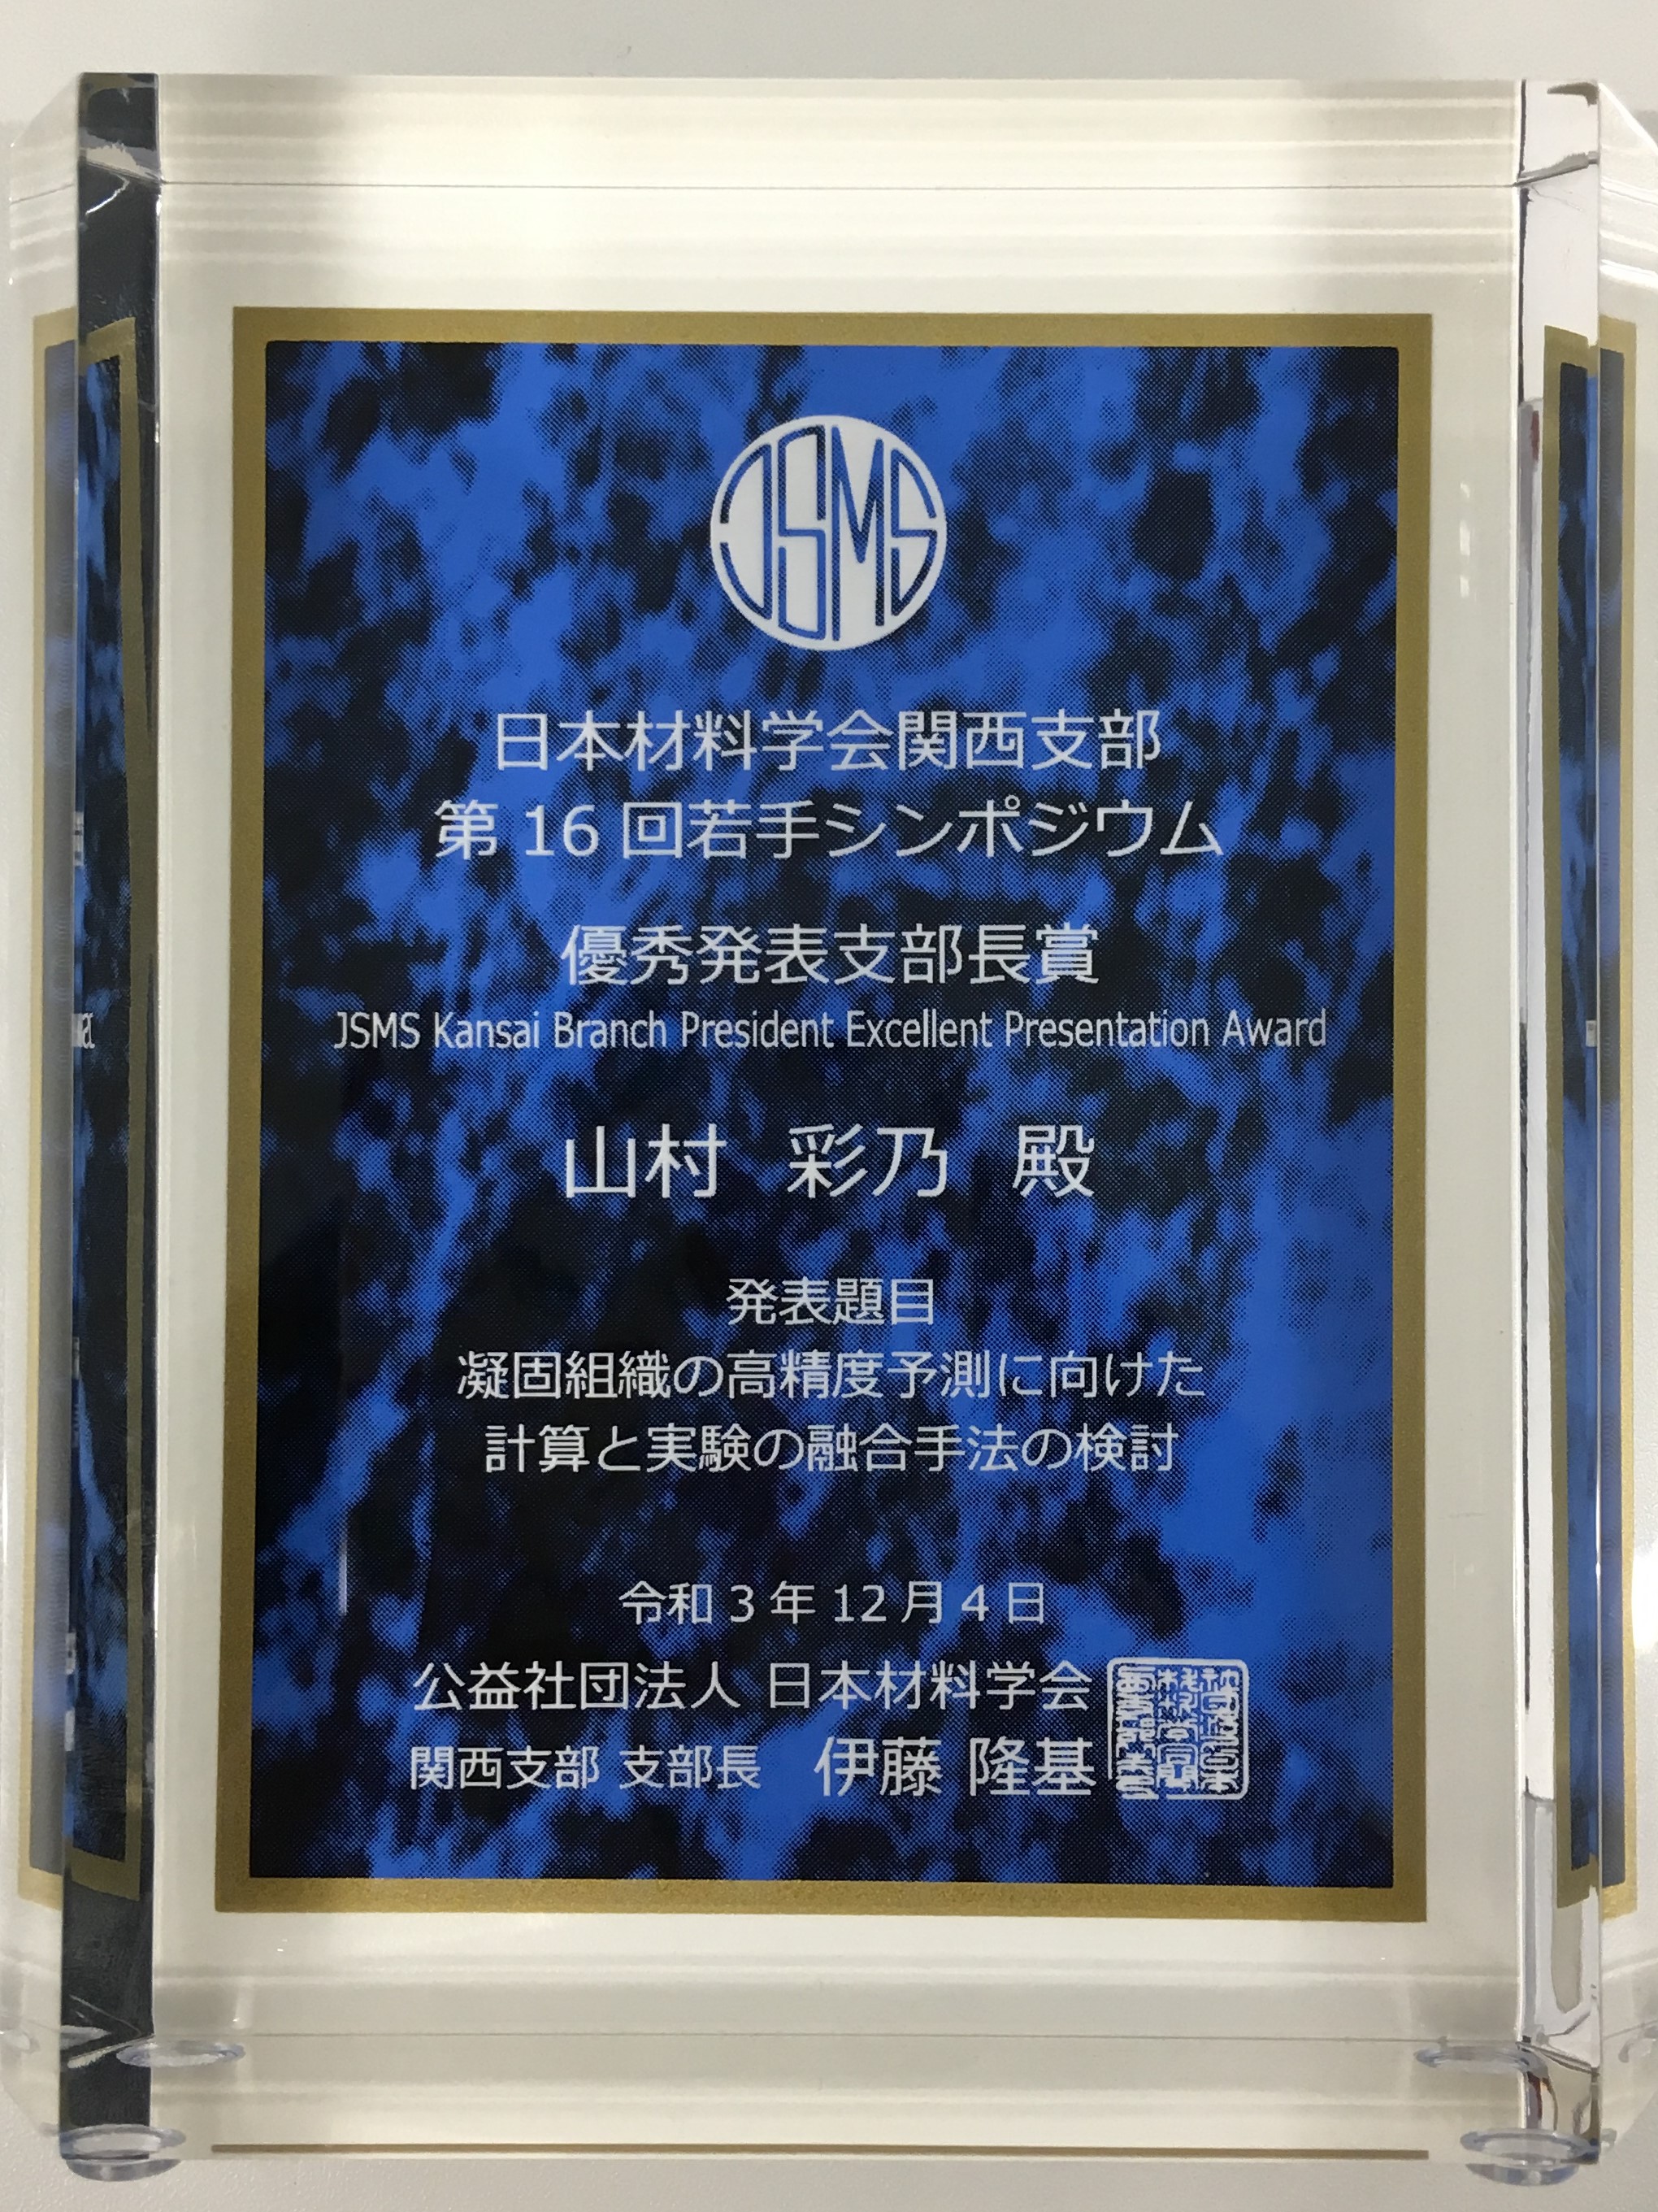 JSMS
日本材料学会関西支部
第 16 回若手シンポジウム
優秀発表支部長賞
JSMS Kansai Branch President Excellent Presentation Award
山村 彩乃 殿
発表題目
凝固組織の高精度予測に向けた
計算と実験の融合手法の検討
令和 3 年 12 月 4 日
公益社団法人 日本材料学会
関西支部 支部長 伊藤 隆基